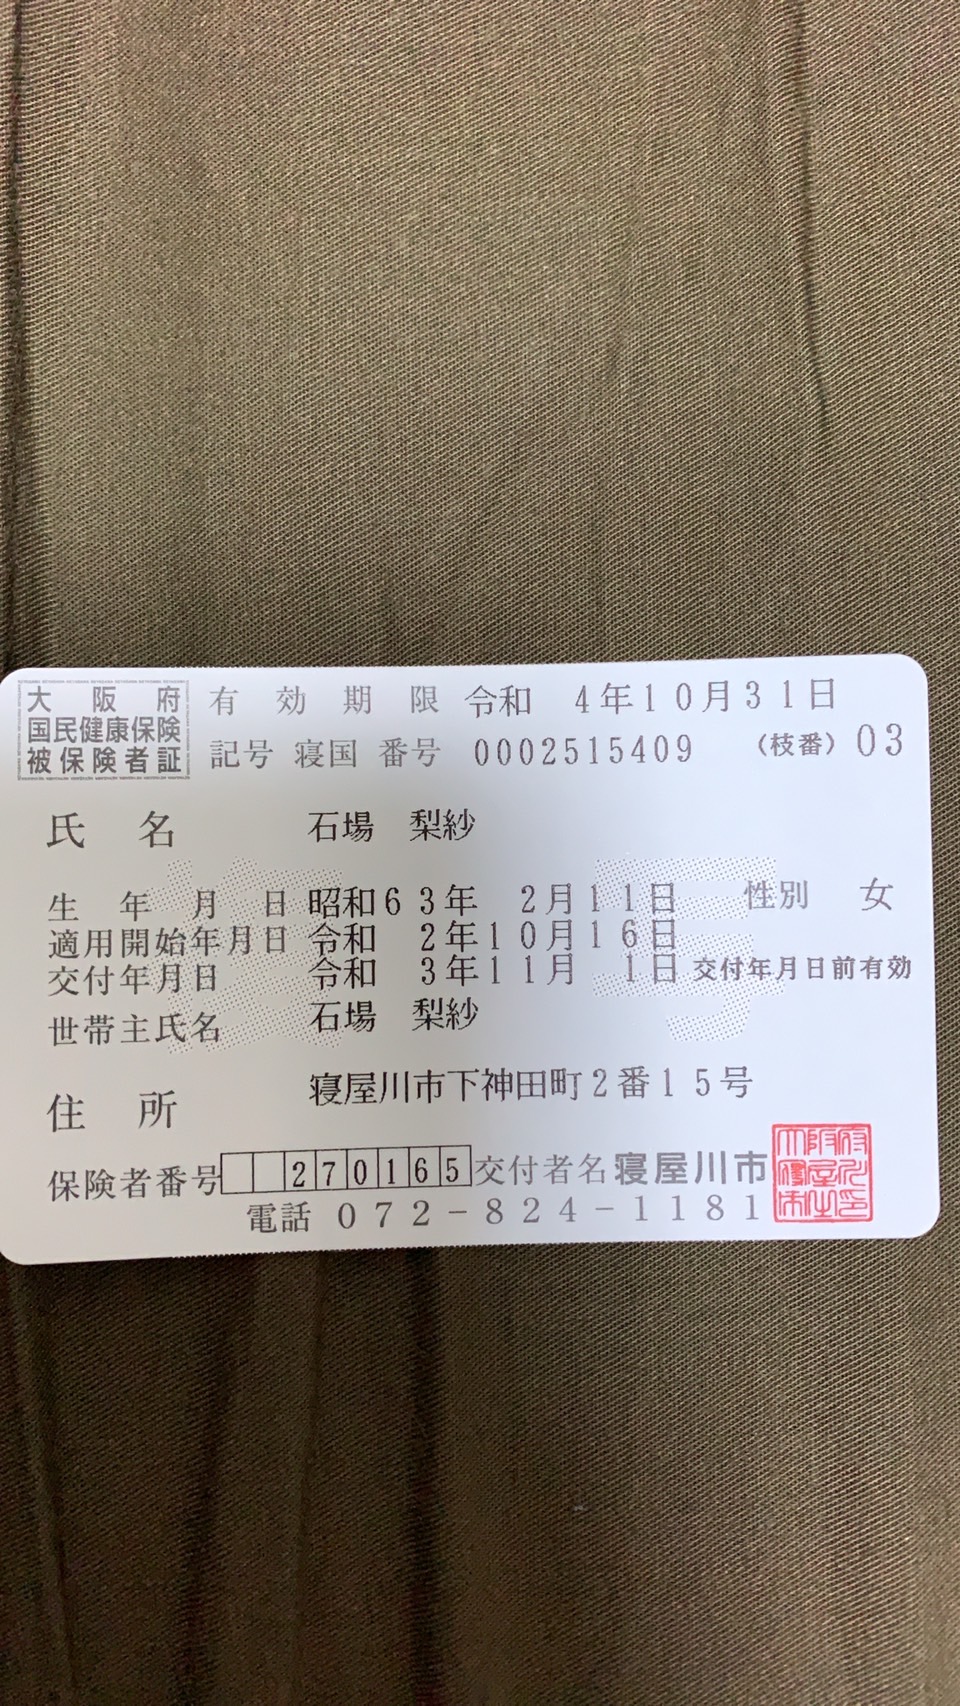 大阪府 有効期限 令和 4年10月31日
国民健康保険
被保険者証 記号 寝国 番号 0002515409 (枝番) 03
氏名 石場 梨紗
生年月日 昭和63年 2月11日 性別 女
適用開始年月日 令和 2年10月16日
交付年月日 令和 3年11月 1日 交付年月日前有効
世帯主氏名 石場 梨紗
住所 寝屋川市下神田町2番15号
保険者番号 270165 交付者名 寝屋川市
電話 072-824-1181